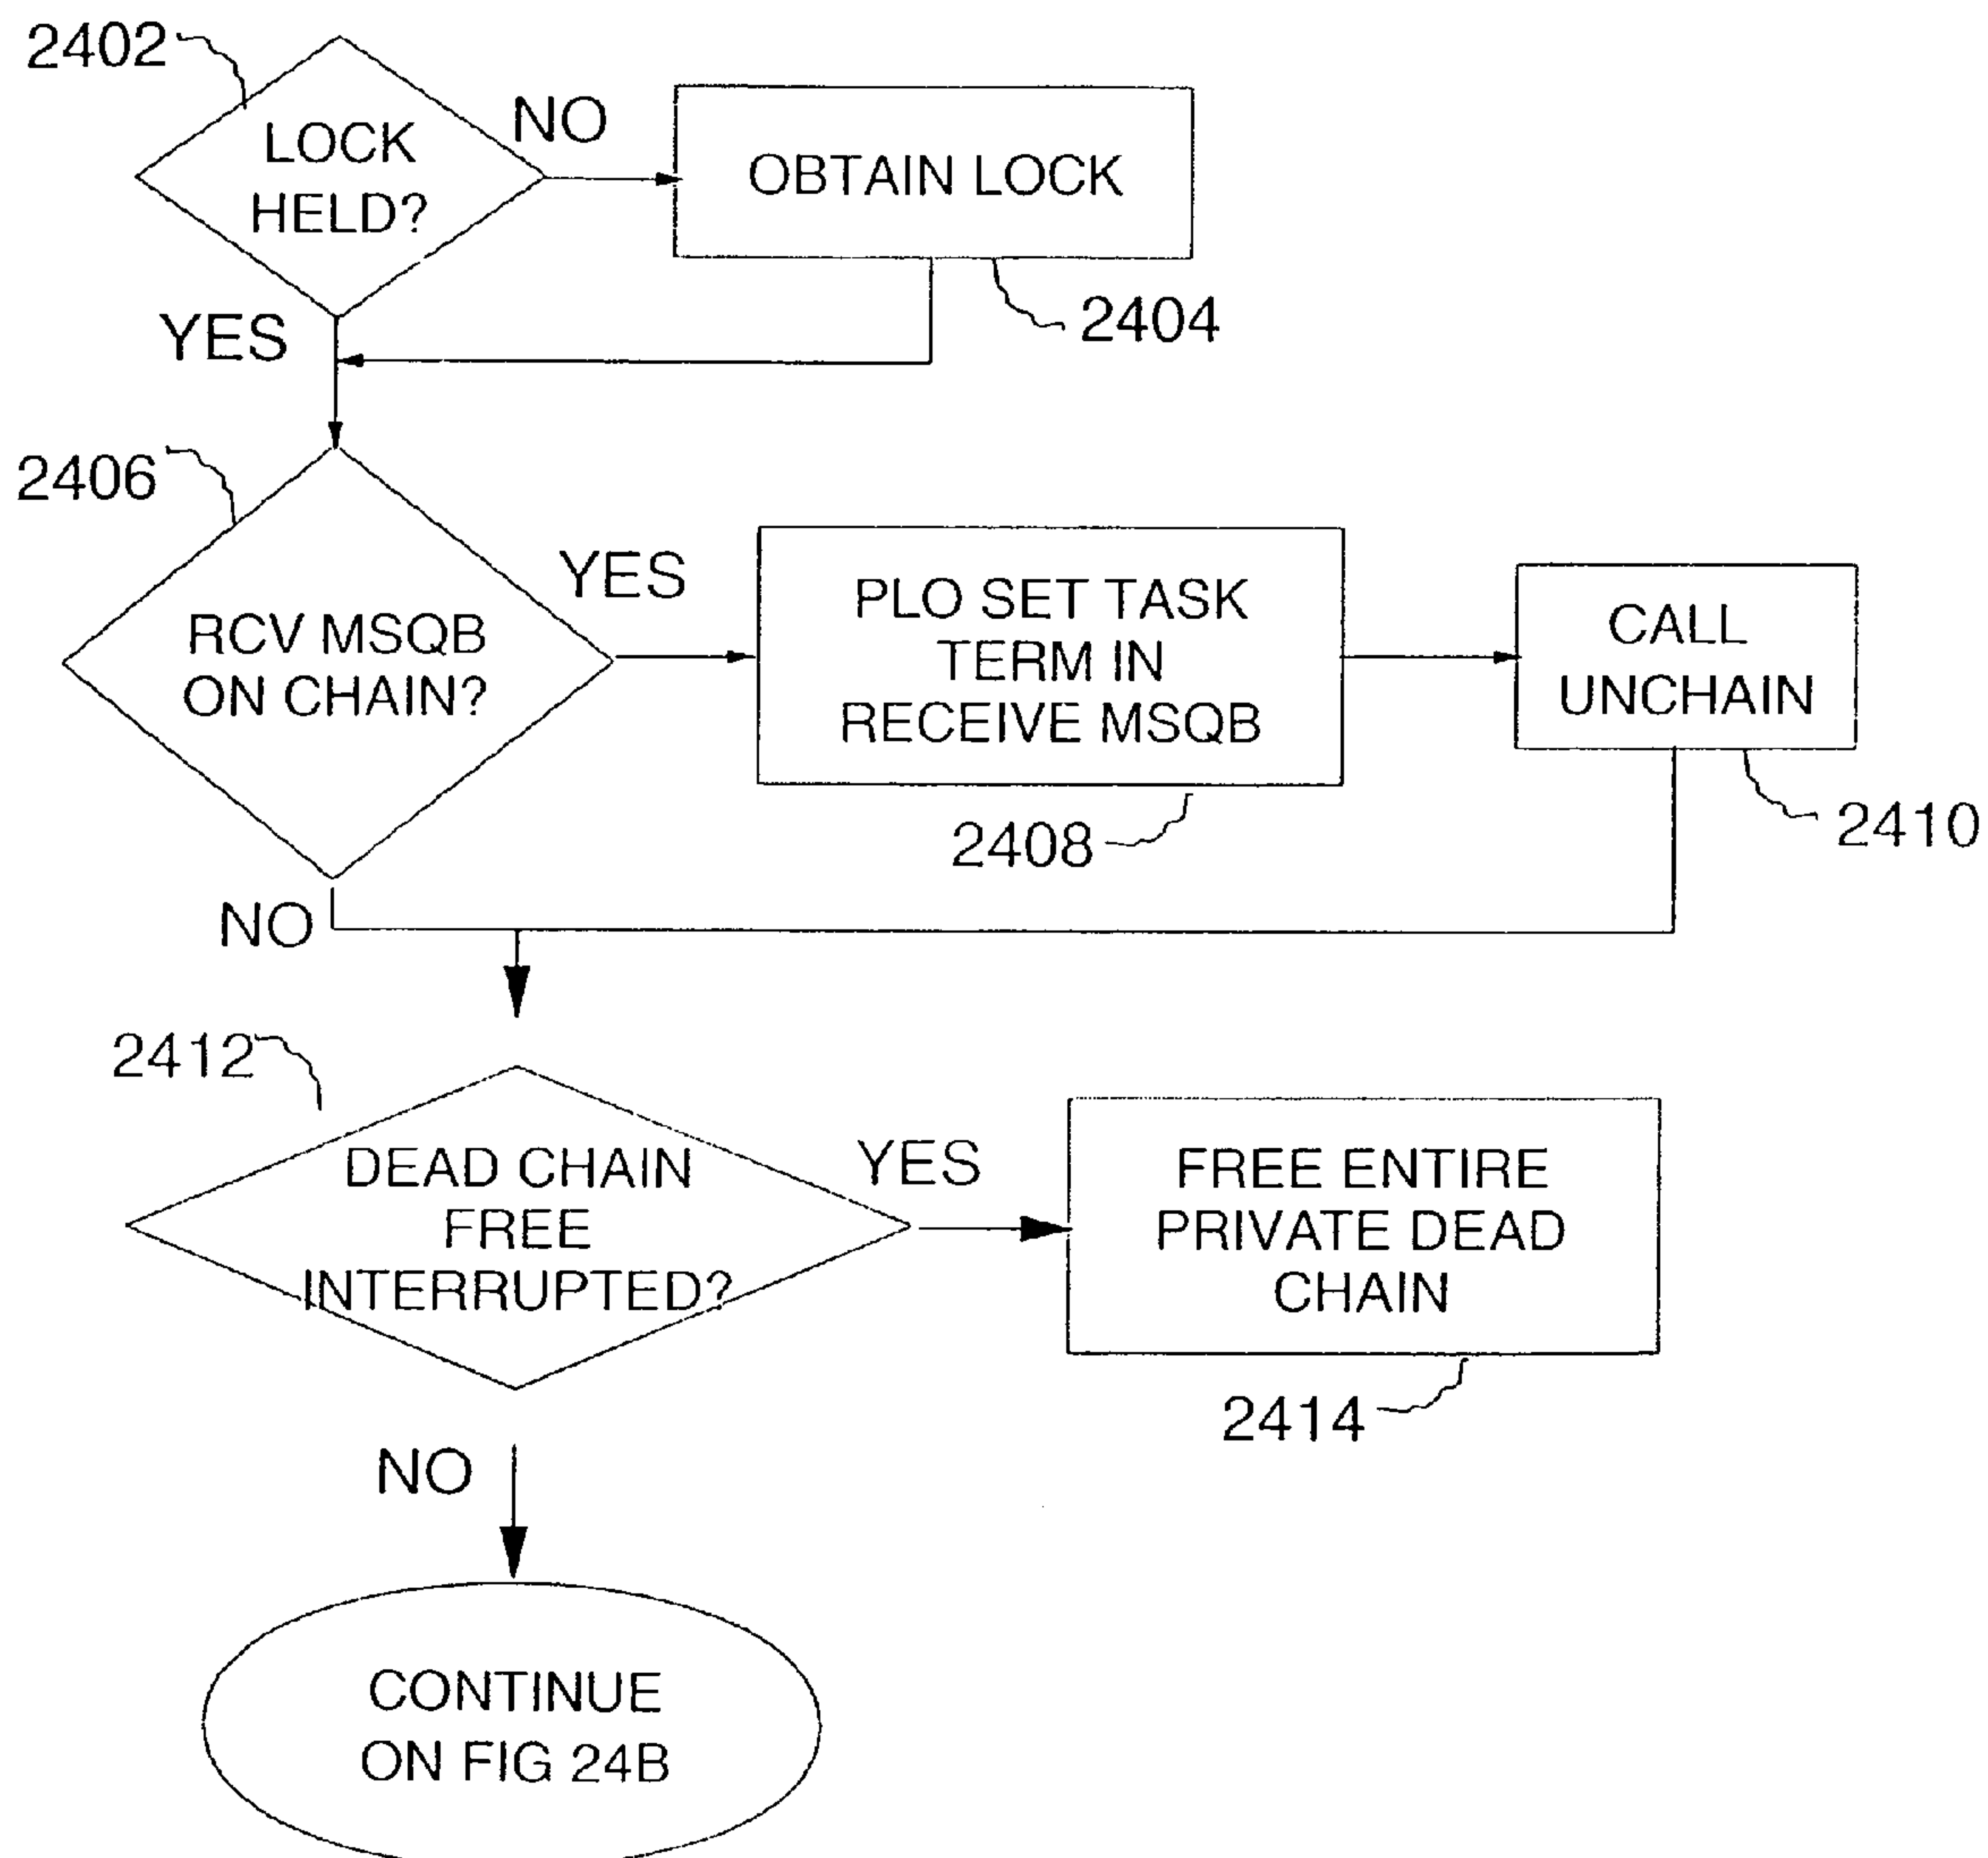 2402
LOCK
HELD?
NO
OBTAIN LOCK
2404
YES
2406
RCV MSQB
ON CHAIN?
YES
PLO SET TASK
TERM IN
RECEIVE MSQB
2408
CALL
UNCHAIN
2410
NO
2412
DEAD CHAIN
FREE
INTERRUPTED?
YES
FREE ENTIRE
PRIVATE DEAD
CHAIN
2414
NO
CONTINUE
ON FIG 24B